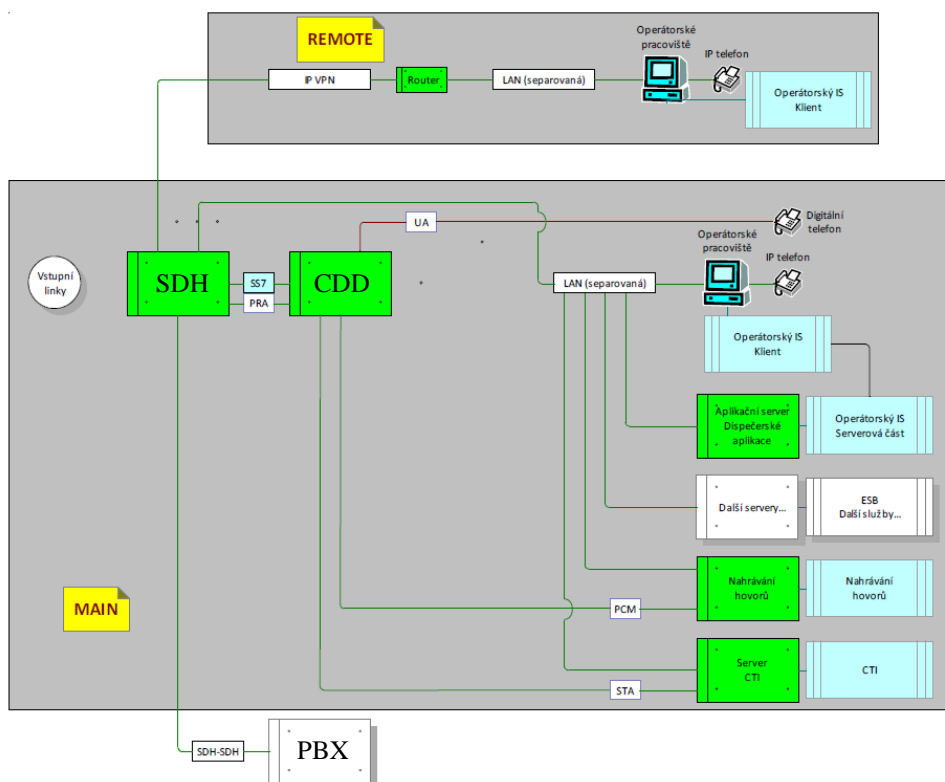 REMOTE
Operátorské
pracoviště
IP telefon
IP VPN
Router
LAN (separovaná)
Operátorský IS
Klient
UA
Digitální
telefon
Operátorské
pracoviště
IP telefon
Vstupní
linky
SDH
SS7
PRA
CDD
LAN (separovaná)
Operátorský IS
Klient
Aplikační server
Dispečerské
aplikace
Operátorský IS
Serverová část
Další servery...
ESB
Další služby...
MAIN
PCM
Nahrávání
hovorů
Nahrávání
hovorů
STA
Server
CTI
CTI
SDH-SDH
PBX